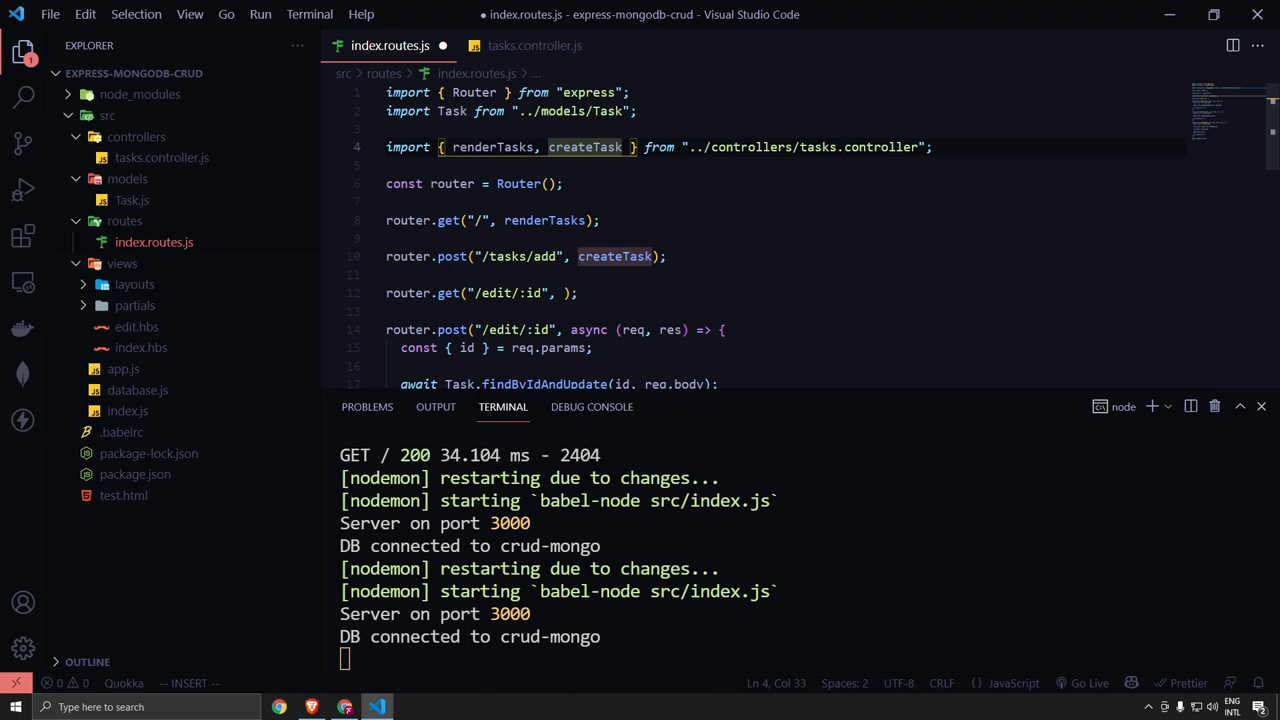 File Edit Selection View Go Run Terminal Help
● index.routes.js - express-mongodb-crud - Visual Studio Code
EXPLORER
index.routes.js
tasks.controller.js
EXPRESS-MONGODB-CRUD
src > routes > index.routes.js > ...
node_modules
src
controllers
tasks.controller.js
models
Task.js
routes
index.routes.js
views
layouts
partials
edit.hbs
index.hbs
app.js
database.js
index.js
.babelrc
package-lock.json
package.json
test.html
OUTLINE
1 import { Router } from "express";
2 import Task from "../models/Task";
3
4 import { renderTasks, createTask } from "../controllers/tasks.controller";
5
6 const router = Router();
7
8 router.get("/", renderTasks);
9
10 router.post("/tasks/add", createTask);
11
12 router.get("/edit/:id", );
13
14 router.post("/edit/:id", async (req, res) => {
15 const { id } = req.params;
16
17 await Task.findByIdAndUpdate(id, req.body);
PROBLEMS OUTPUT TERMINAL DEBUG CONSOLE
node
GET / 200 34.104 ms - 2404
[nodemon] restarting due to changes...
[nodemon] starting `babel-node src/index.js`
Server on port 3000
DB connected to crud-mongo
[nodemon] restarting due to changes...
[nodemon] starting `babel-node src/index.js`
Server on port 3000
DB connected to crud-mongo
0 0 Quokka -- INSERT -- Ln 4, Col 33 Spaces: 2 UTF-8 CRLF {} JavaScript Go Live Prettier
Type here to search
ENG
INTL
1
2